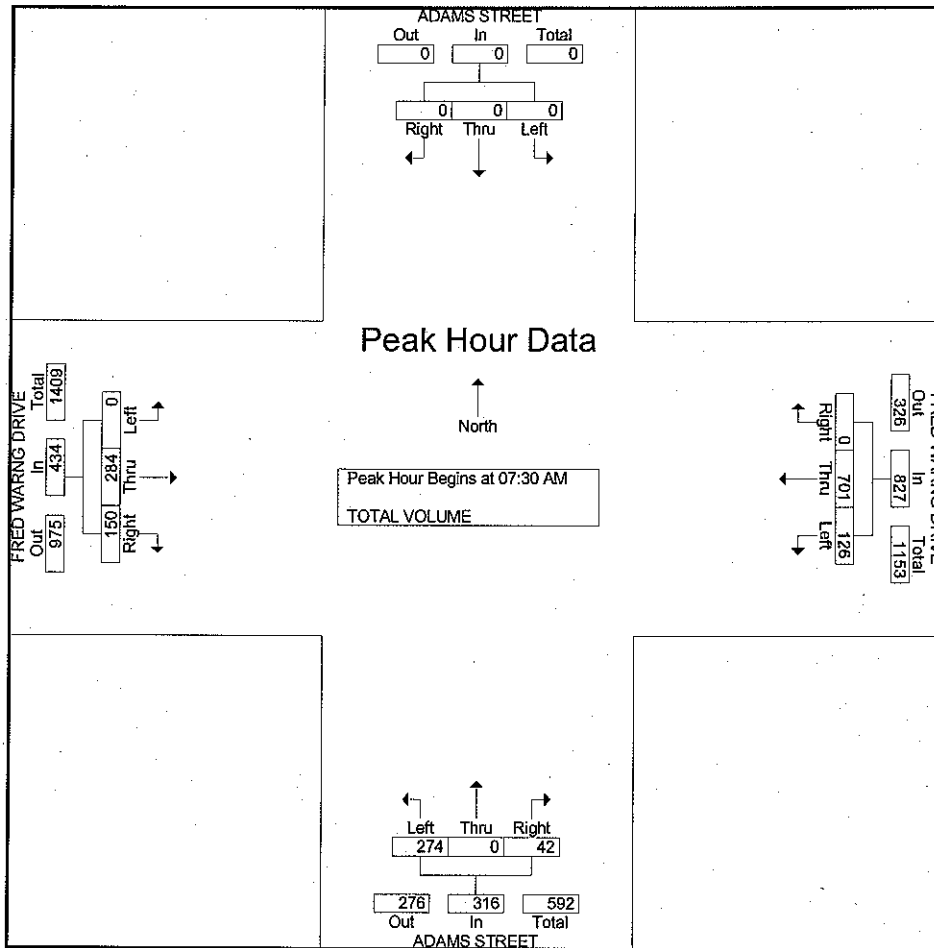 ADAMS STREET
Out In Total
0 0 0
0 0 0
Right Thru Left
Peak Hour Data
North
Peak Hour Begins at 07:30 AM
TOTAL VOLUME
FRED WARNG DRIVE
Total In Out
1409 434 975
0 284 150
Left Thru Right
Out In Total
326 827 1153
0 701 126
Right Thru Left
Left Thru Right
274 0 42
276 316 592
Out In Total
ADAMS STREET